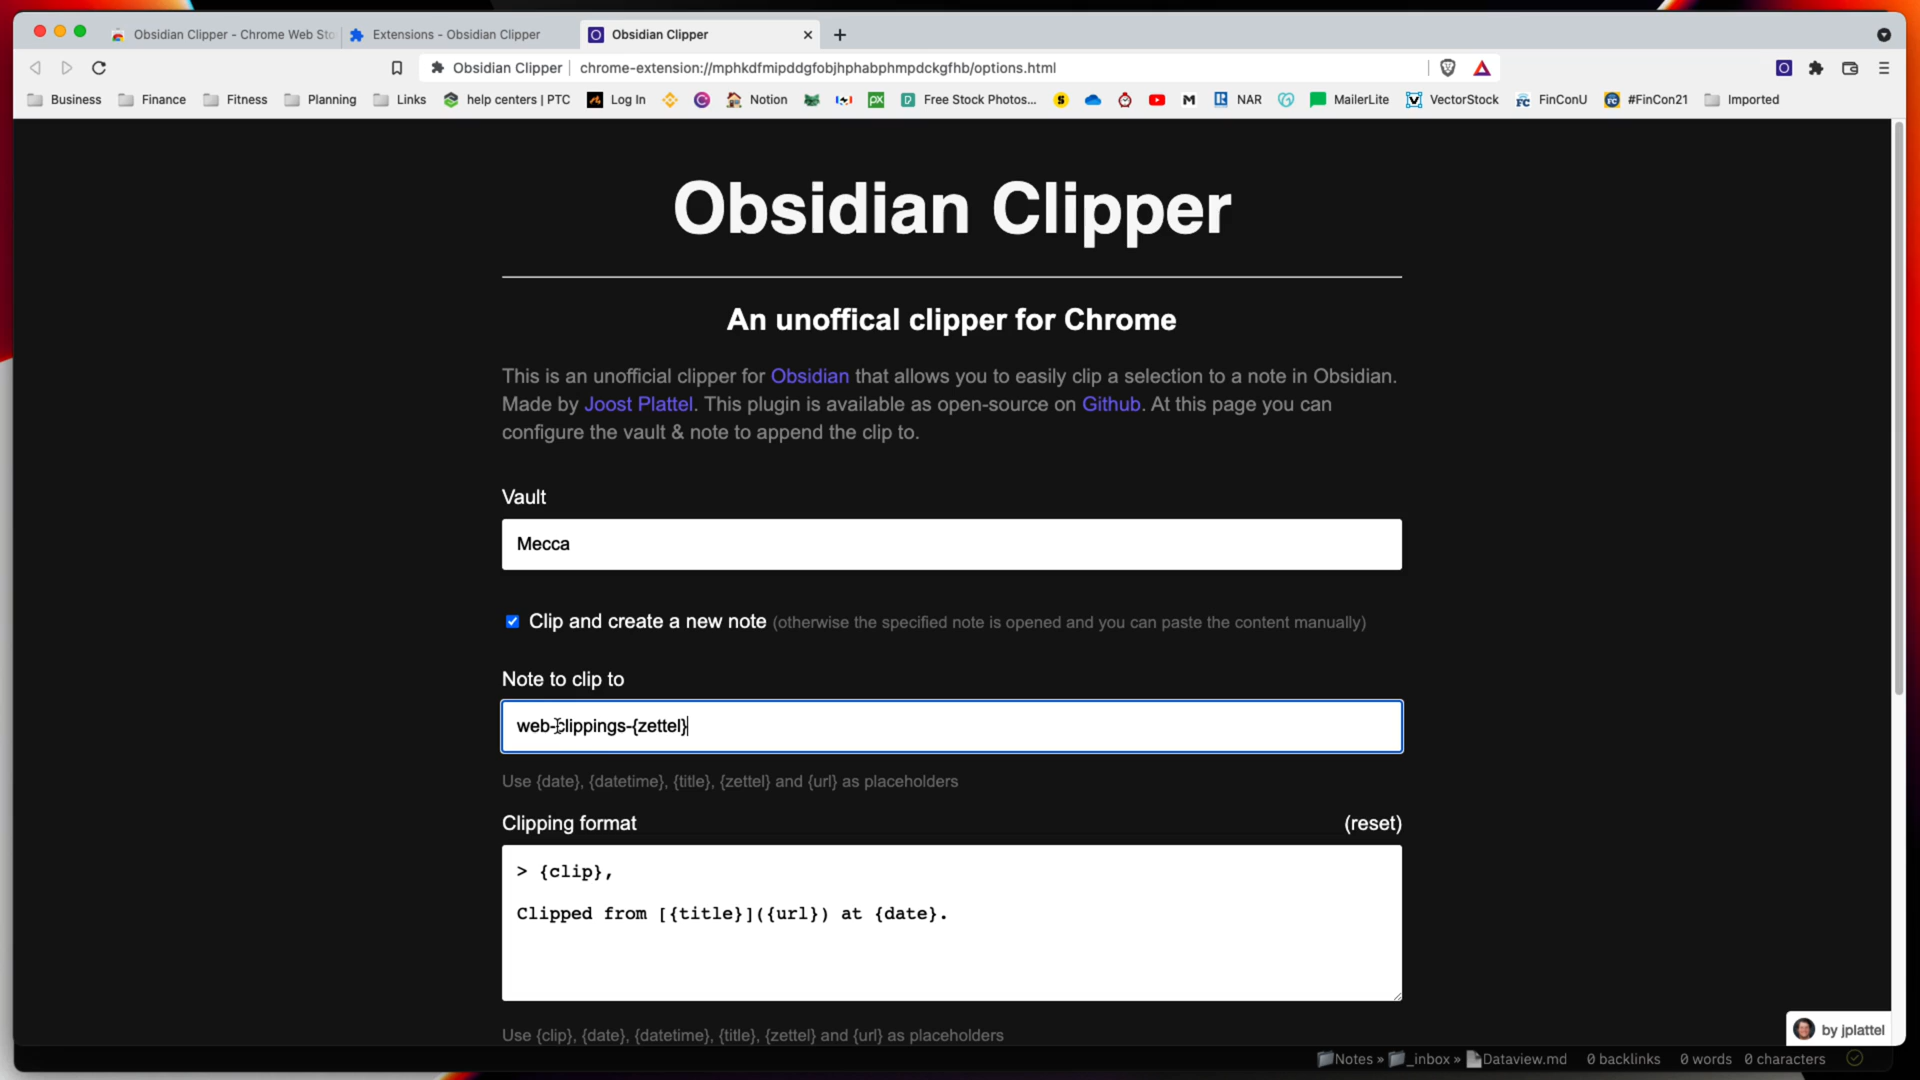 Obsidian Clipper - Chrome Web Sto
Extensions - Obsidian Clipper
Obsidian Clipper
Obsidian Clipper
chrome-extension://mphkdfmipddgfobjhphabphmpdckgfhb/options.html
Business
Finance
Fitness
Planning
Links
help centers | PTC
Log In
Notion
Free Stock Photos...
NAR
MailerLite
VectorStock
FinConU
#FinCon21
Imported
Obsidian Clipper
An unoffical clipper for Chrome
This is an unofficial clipper for Obsidian that allows you to easily clip a selection to a note in Obsidian.
Made by Joost Plattel. This plugin is available as open-source on Github. At this page you can
configure the vault & note to append the clip to.
Vault
Mecca
Clip and create a new note (otherwise the specified note is opened and you can paste the content manually)
Note to clip to
web-clippings-{zettel}
Use {date}, {datetime}, {title}, {zettel} and {url} as placeholders
Clipping format
(reset)
> {clip},
Clipped from [{title}]({url}) at {date}.
Use {clip}, {date}, {datetime}, {title}, {zettel} and {url} as placeholders
by jplattel
Notes » _inbox » Dataview.md 0 backlinks 0 words 0 characters